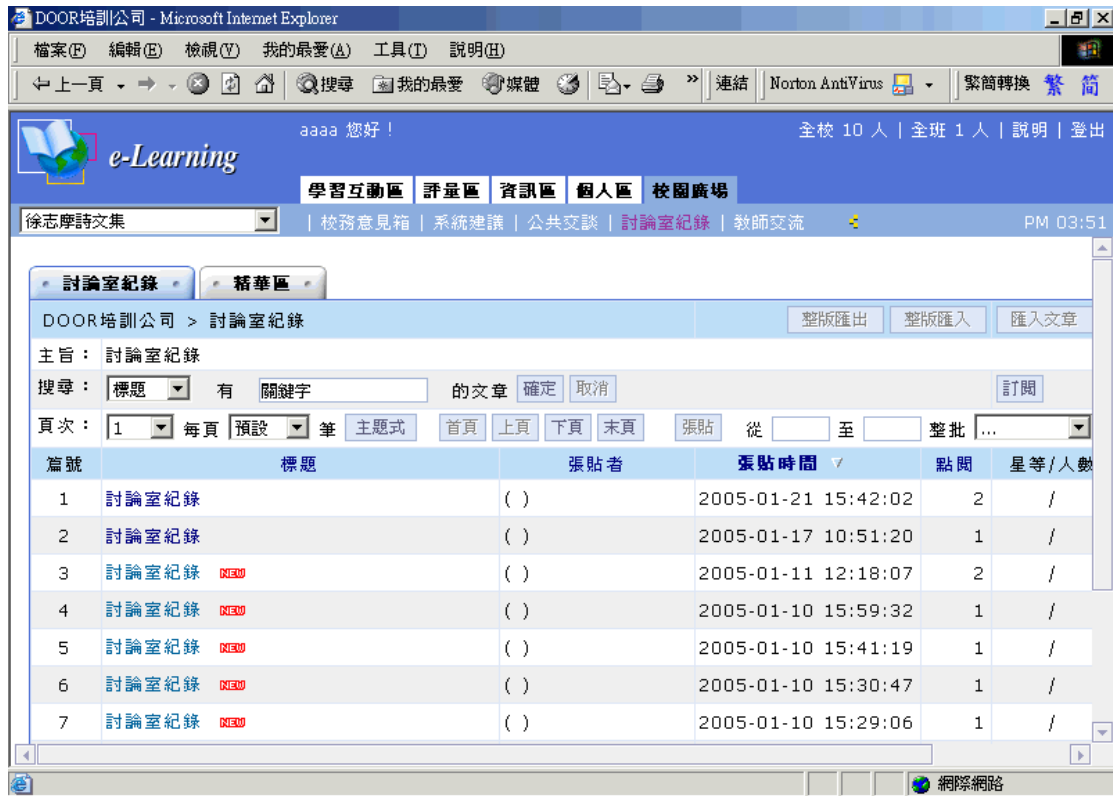 DOOR培訓公司 - Microsoft Internet Explorer
檔案(F) 編輯(E) 檢視(V) 我的最愛(A) 工具(T) 說明(H)
上一頁 搜尋 我的最愛 媒體 » 連結 Norton AntiVirus 繁簡轉換 繁 简
e-Learning
aaaa 您好！ 全校 10 人 | 全班 1 人 | 說明 | 登出
學習互動區 評量區 資訊區 個人區 校園廣場
徐志摩詩文集 | 校務意見箱 | 系統建議 | 公共交談 | 討論室紀錄 | 教師交流 PM 03:51
討論室紀錄 精華區
DOOR培訓公司 > 討論室紀錄 整版匯出 整版匯入 匯入文章
主旨： 討論室紀錄
搜尋： 標題 有 關鍵字 的文章 確定 取消 訂閱
頁次： 1 每頁 預設 筆 主題式 首頁 上頁 下頁 末頁 張貼 從 至 整批 ...
篇號 標題 張貼者 張貼時間 點閱 星等/人數
1 討論室紀錄 ( ) 2005-01-21 15:42:02 2 /
2 討論室紀錄 ( ) 2005-01-17 10:51:20 1 /
3 討論室紀錄 NEW ( ) 2005-01-11 12:18:07 2 /
4 討論室紀錄 NEW ( ) 2005-01-10 15:59:32 1 /
5 討論室紀錄 NEW ( ) 2005-01-10 15:41:19 1 /
6 討論室紀錄 NEW ( ) 2005-01-10 15:30:47 1 /
7 討論室紀錄 NEW ( ) 2005-01-10 15:29:06 1 /
網際網路